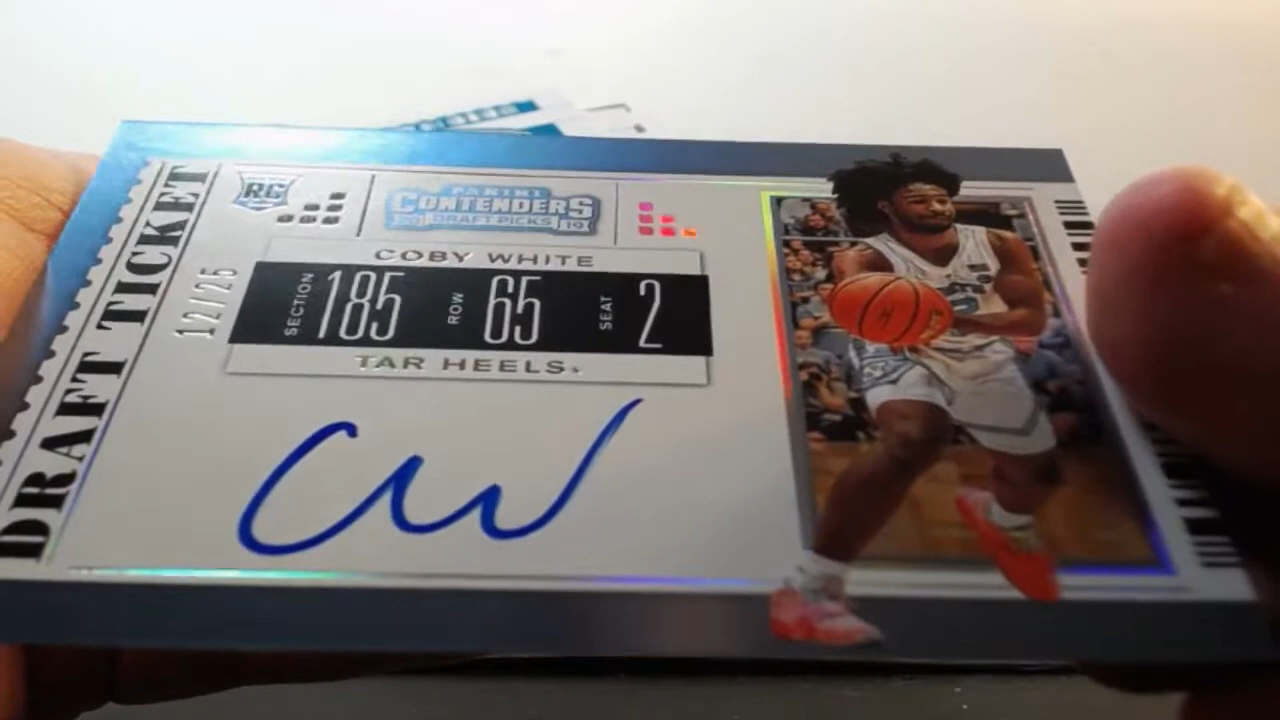 DRAFT TICKET
12/25
RC
PANINI
CONTENDERS
20 DRAFT PICKS 19
COBY WHITE
SECTION 185 ROW 65 SEAT 2
TAR HEELS
CW